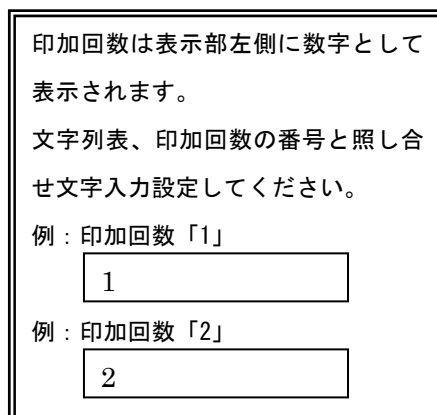 印加回数は表示部左側に数字として
表示されます。
文字列表、印加回数の番号と照し合
せ文字入力設定してください。
例：印加回数「1」
1
例：印加回数「2」
2